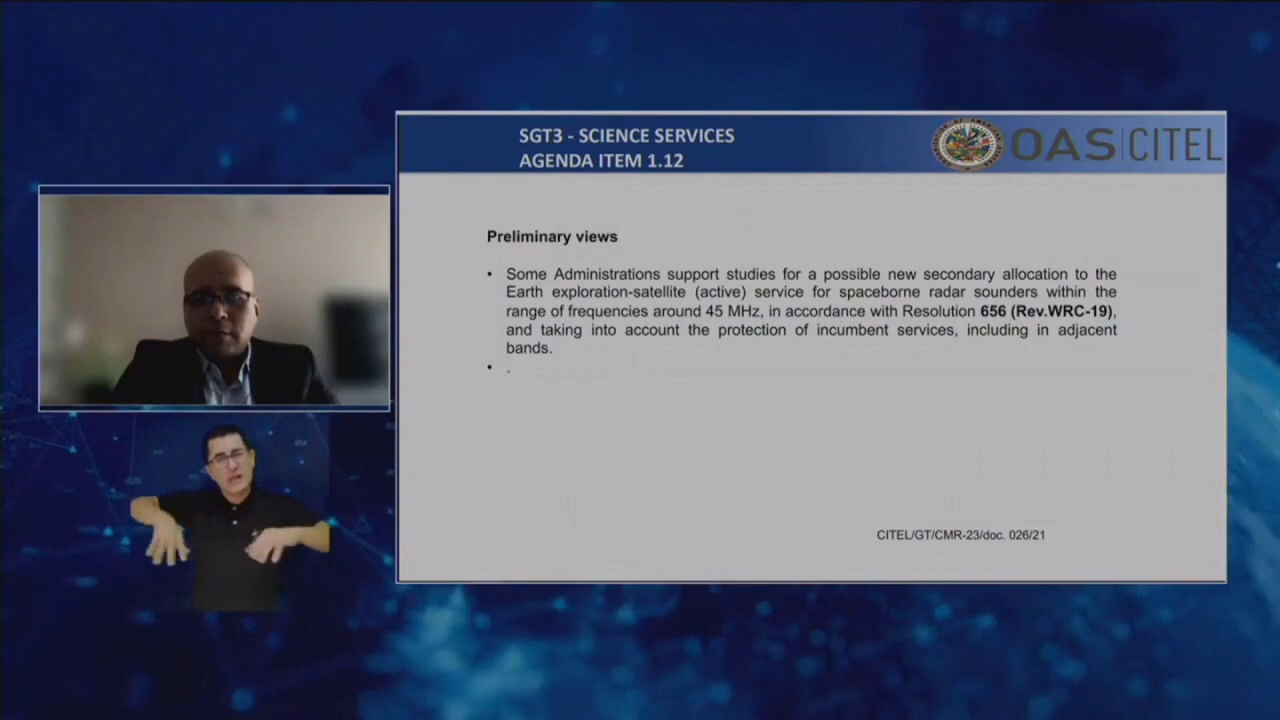 SGT3 - SCIENCE SERVICES
AGENDA ITEM 1.12
OAS|CITEL
Preliminary views
• Some Administrations support studies for a possible new secondary allocation to the
Earth exploration-satellite (active) service for spaceborne radar sounders within the
range of frequencies around 45 MHz, in accordance with Resolution 656 (Rev.WRC-19),
and taking into account the protection of incumbent services, including in adjacent
bands.
• .
CITEL/GT/CMR-23/doc. 026/21